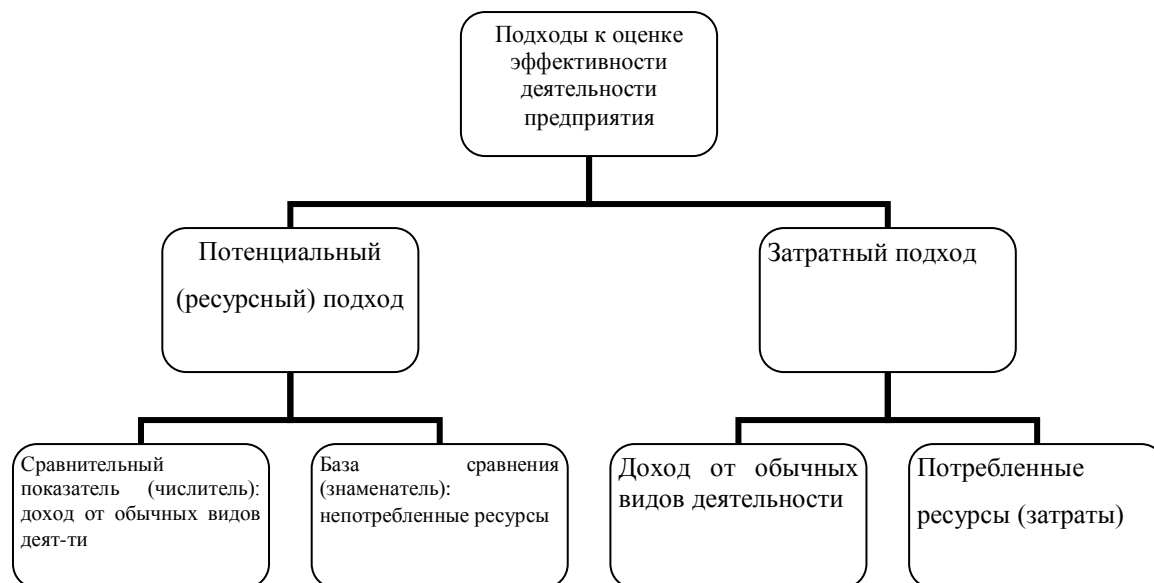 Подходы к оценке
эффективности
деятельности
предприятия
Потенциальный
(ресурсный) подход
Затратный подход
Сравнительный
показатель (числитель):
доход от обычных видов
деят-ти
База сравнения
(знаменатель):
непотребленные ресурсы
Доход от обычных
видов деятельности
Потребленные
ресурсы (затраты)